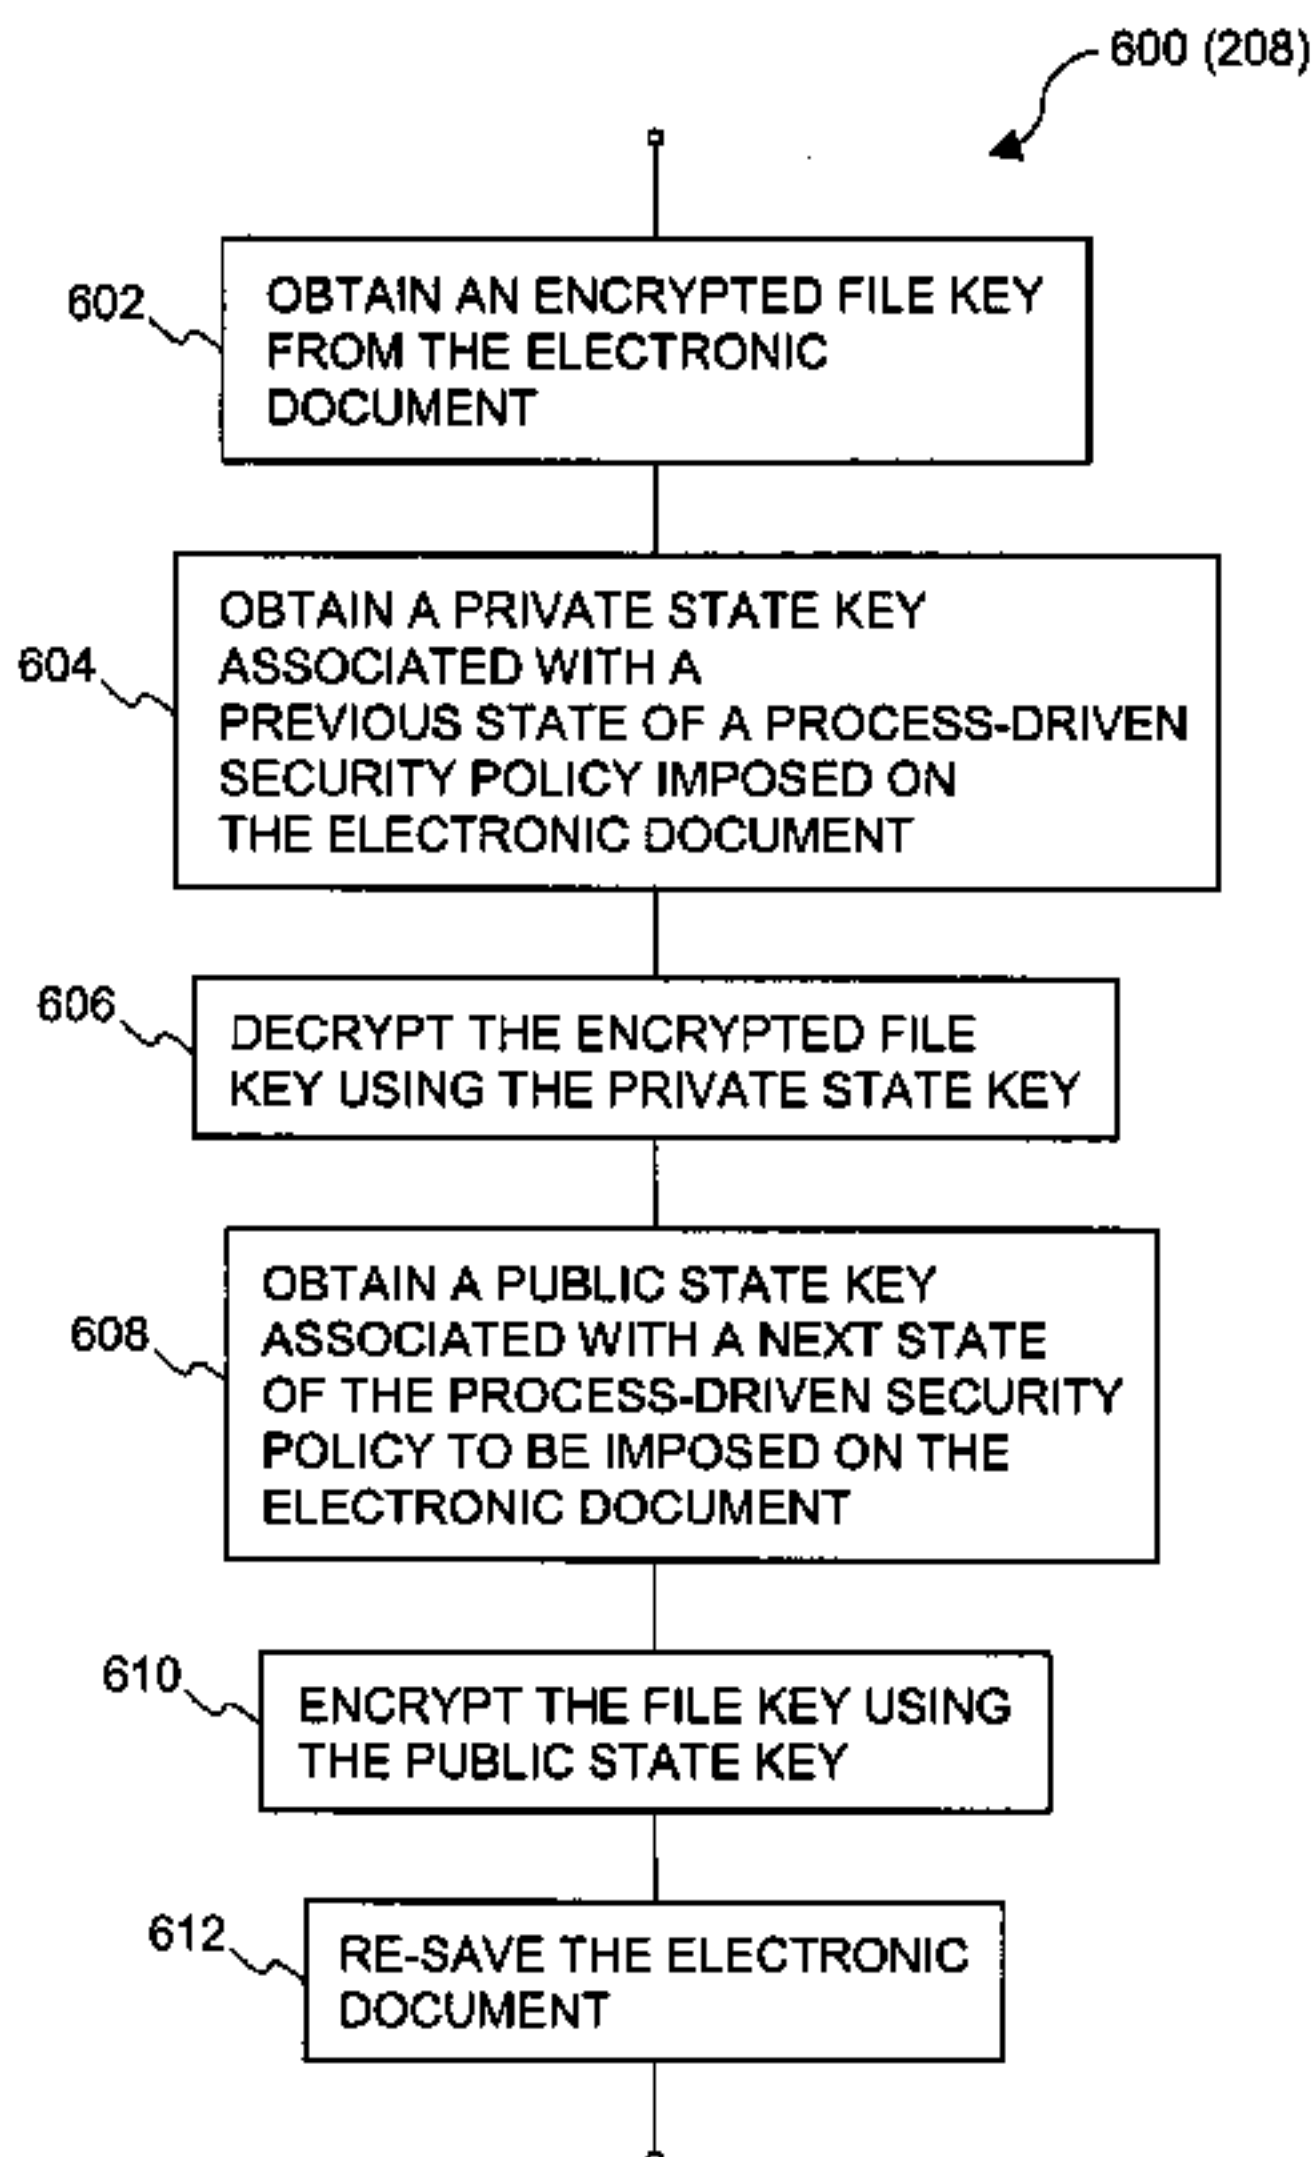 600 (208)
602
OBTAIN AN ENCRYPTED FILE KEY
FROM THE ELECTRONIC
DOCUMENT
604
OBTAIN A PRIVATE STATE KEY
ASSOCIATED WITH A
PREVIOUS STATE OF A PROCESS-DRIVEN
SECURITY POLICY IMPOSED ON
THE ELECTRONIC DOCUMENT
606
DECRYPT THE ENCRYPTED FILE
KEY USING THE PRIVATE STATE KEY
608
OBTAIN A PUBLIC STATE KEY
ASSOCIATED WITH A NEXT STATE
OF THE PROCESS-DRIVEN SECURITY
POLICY TO BE IMPOSED ON THE
ELECTRONIC DOCUMENT
610
ENCRYPT THE FILE KEY USING
THE PUBLIC STATE KEY
612
RE-SAVE THE ELECTRONIC
DOCUMENT